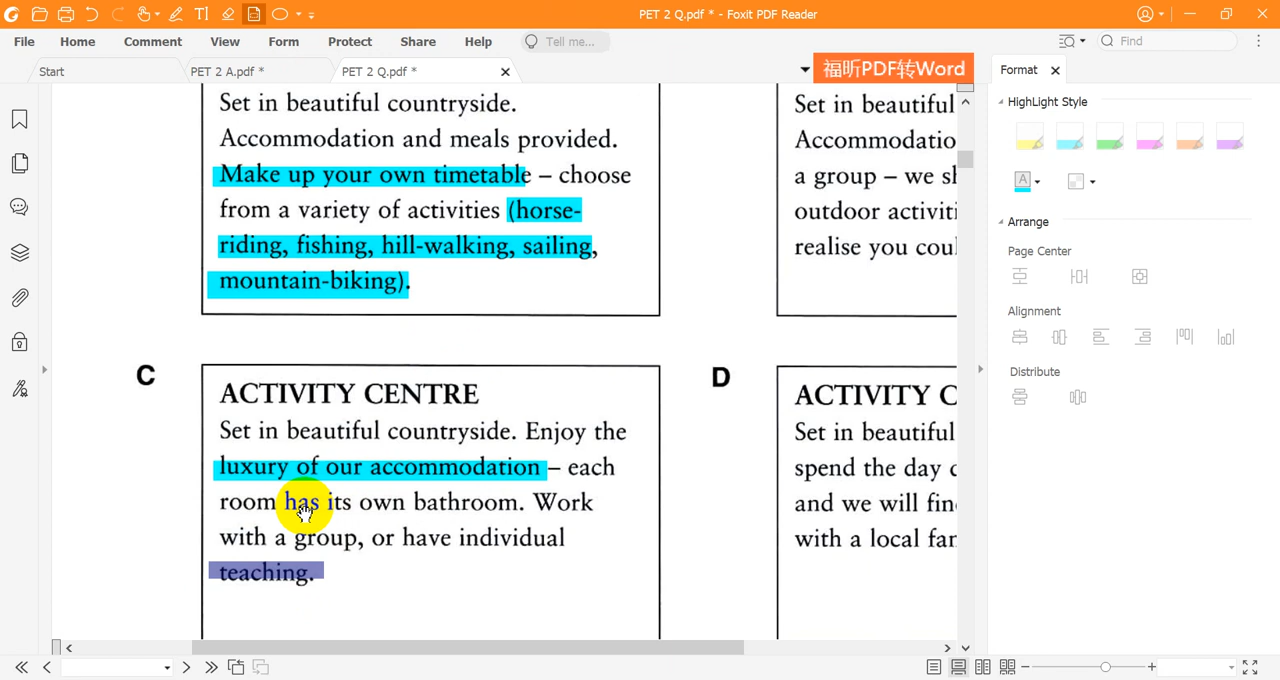 PET 2 Q.pdf * - Foxit PDF Reader
File Home Comment View Form Protect Share Help Tell me... Find
Start PET 2 A.pdf * PET 2 Q.pdf * 福昕PDF转Word
Set in beautiful countryside.
Accommodation and meals provided.
Make up your own timetable – choose
from a variety of activities (horse-
riding, fishing, hill-walking, sailing,
mountain-biking).
Set in beautiful
Accommodatio
a group – we sh
outdoor activiti
realise you coul
C
ACTIVITY CENTRE
Set in beautiful countryside. Enjoy the
luxury of our accommodation – each
room has its own bathroom. Work
with a group, or have individual
teaching.
D
ACTIVITY C
Set in beautiful
spend the day o
and we will fin
with a local fam
Format
HighLight Style
Arrange
Page Center
Alignment
Distribute